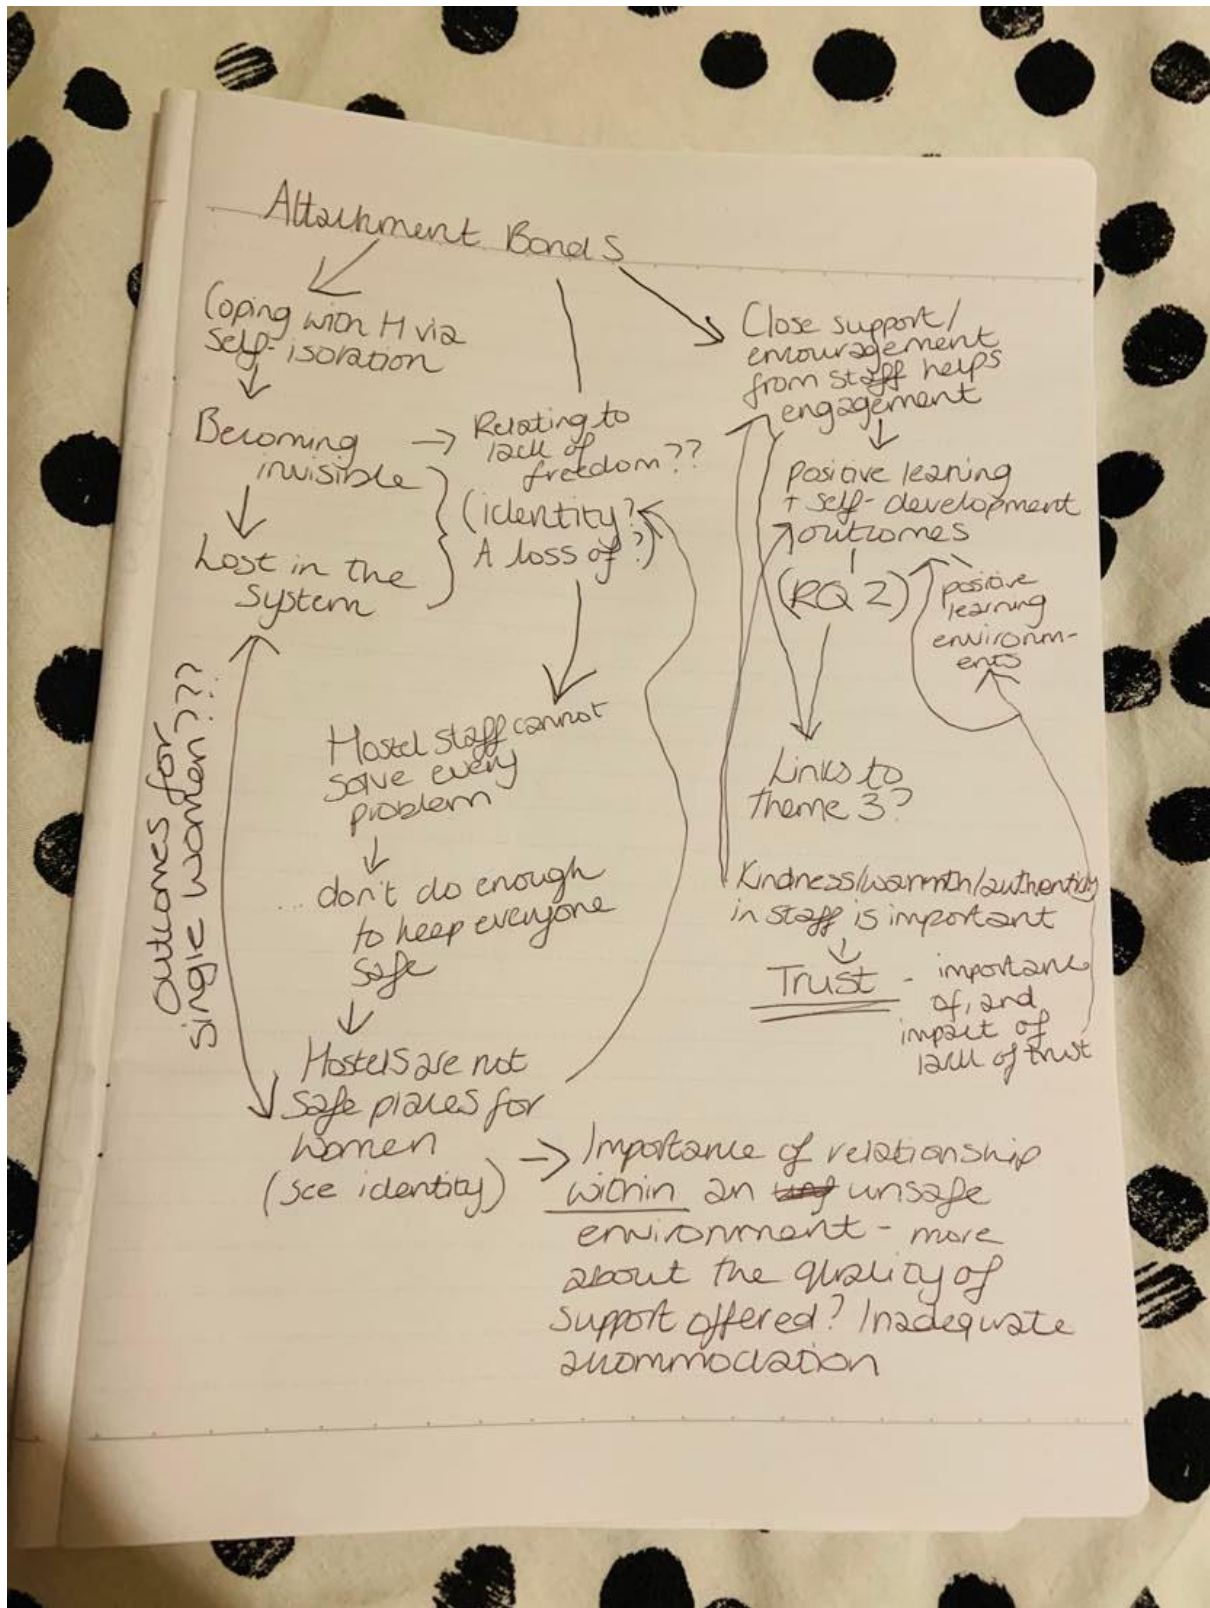 Attachment Bonds
Coping with H via
self-isolation
Becoming
invisible
Lost in the
system
Outcomes for
single women???
Relating to
lack of
freedom??
(identity?
A loss of?)
Hostel staff cannot
solve every
problem
...don't do enough
to keep everyone
safe
Hostels are not
safe places for
women
(see identity)
Importance of relationship
within an unsafe
environment - more
about the quality of
support offered? Inadequate
accommodation
Close support/
encouragement
from staff helps
engagement
positive learning
+ self-development
outcomes
(RQ 2)
positive
learning
environm-
ents
Links to
theme 3?
Kindness/warmth/authenticity
in staff is important
Trust - importance
of, and
impact of
lack of trust